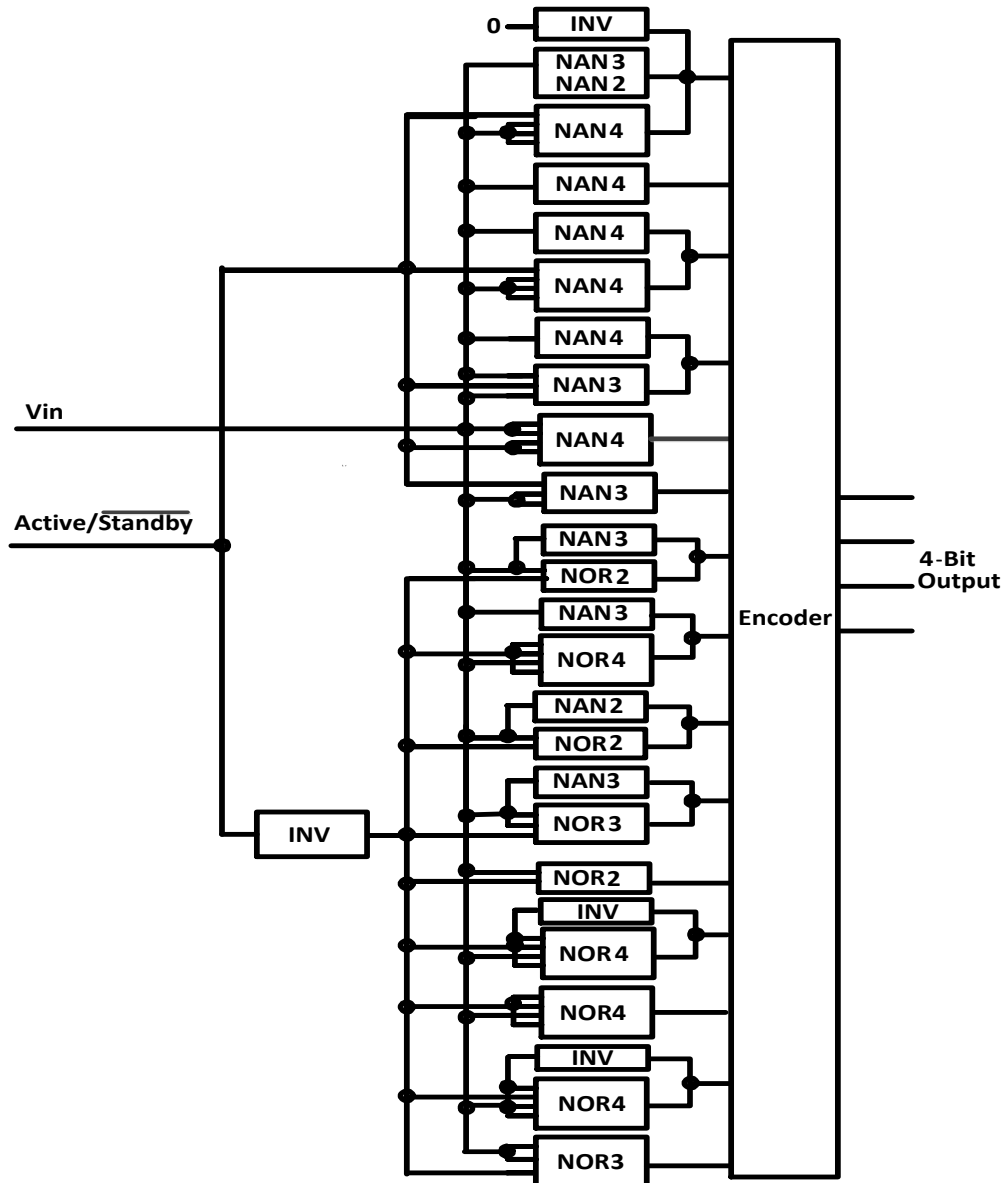 0
INV
NAN3
NAN2
NAN4
NAN4
NAN4
NAN4
NAN4
NAN3
Vin
NAN4
NAN3
Active/Standby
NAN3
NOR2
4-Bit
Output
NAN3
Encoder
NOR4
NAN2
NOR2
NAN3
INV
NOR3
NOR2
INV
NOR4
NOR4
INV
NOR4
NOR3